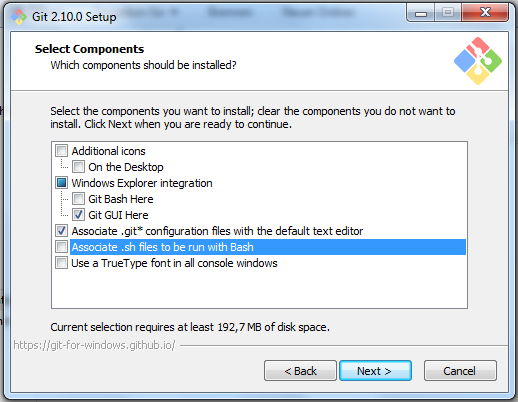 Git 2.10.0 Setup
Select Components
Which components should be installed?
Select the components you want to install; clear the components you do not want to
install. Click Next when you are ready to continue.
Additional icons
On the Desktop
Windows Explorer integration
Git Bash Here
Git GUI Here
Associate .git* configuration files with the default text editor
Associate .sh files to be run with Bash
Use a TrueType font in all console windows
Current selection requires at least 192,7 MB of disk space.
https://git-for-windows.github.io/
< Back
Next >
Cancel